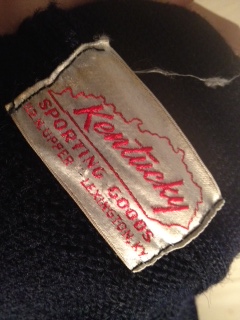 Kentucky
SPORTING GOODS
& UPPER LEXINGTON, KY.